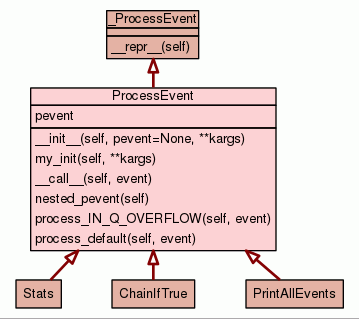 _ProcessEvent
__repr__(self)
ProcessEvent
pevent
__init__(self, pevent=None, **kargs)
my_init(self, **kargs)
__call__(self, event)
nested_pevent(self)
process_IN_Q_OVERFLOW(self, event)
process_default(self, event)
Stats
ChainIfTrue
PrintAllEvents